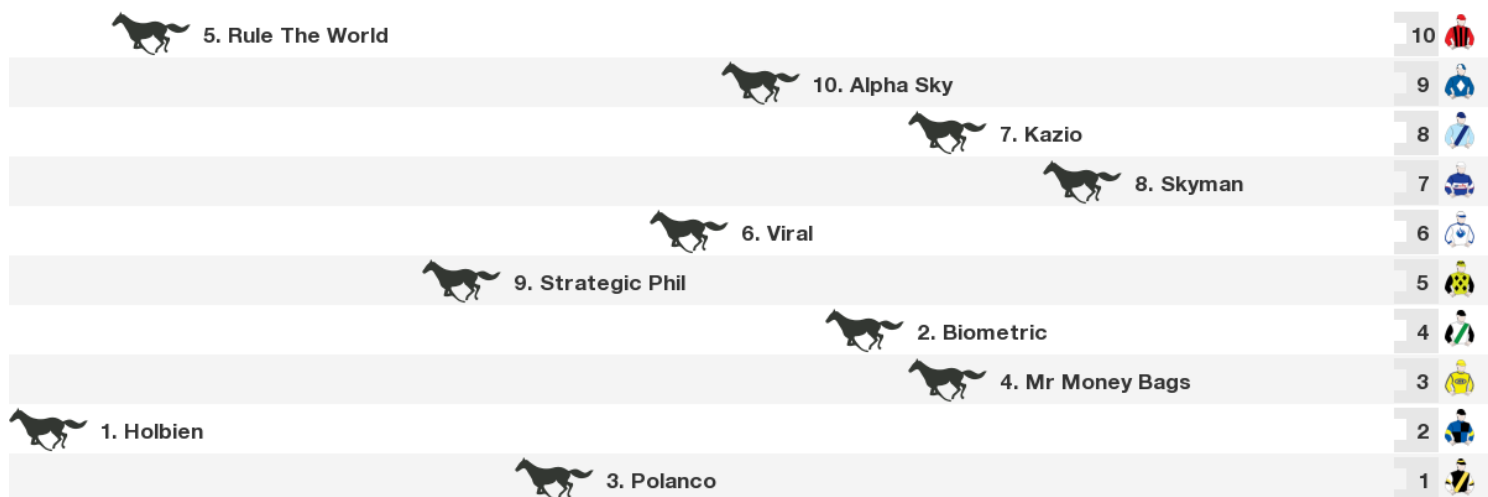 5. Rule The World 10
10. Alpha Sky 9
7. Kazio 8
8. Skyman 7
6. Viral 6
9. Strategic Phil 5
2. Biometric 4
4. Mr Money Bags 3
1. Holbien 2
3. Polanco 1